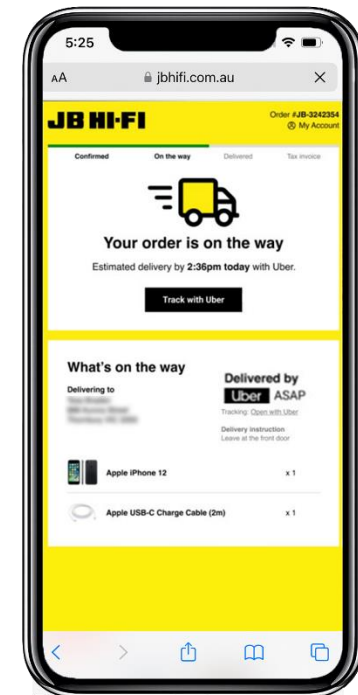 5:25
AA jbhifi.com.au
JB HI-FI
Order #JB-3242354
My Account
Confirmed On the way Delivered Tax invoice
Your order is on the way
Estimated delivery by 2:36pm today with Uber.
Track with Uber
What's on the way
Delivering to
Delivered by
Uber ASAP
Tracking: Open with Uber
Delivery instruction
Leave at the front door
Apple iPhone 12 x 1
Apple USB-C Charge Cable (2m) x 1